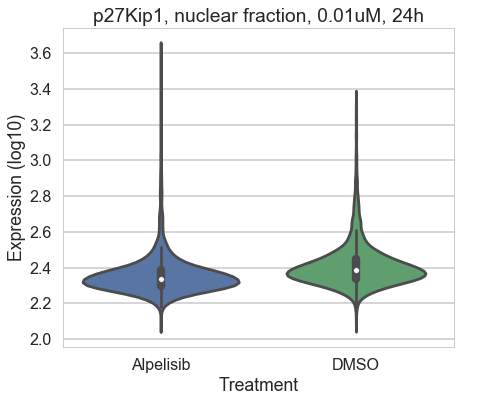 p27Kip1, nuclear fraction, 0.01uM, 24h
3.6
3.4
3.2
3.0
2.8
2.6
2.4
2.2
2.0
Expression (log10)
Alpelisib DMSO
Treatment